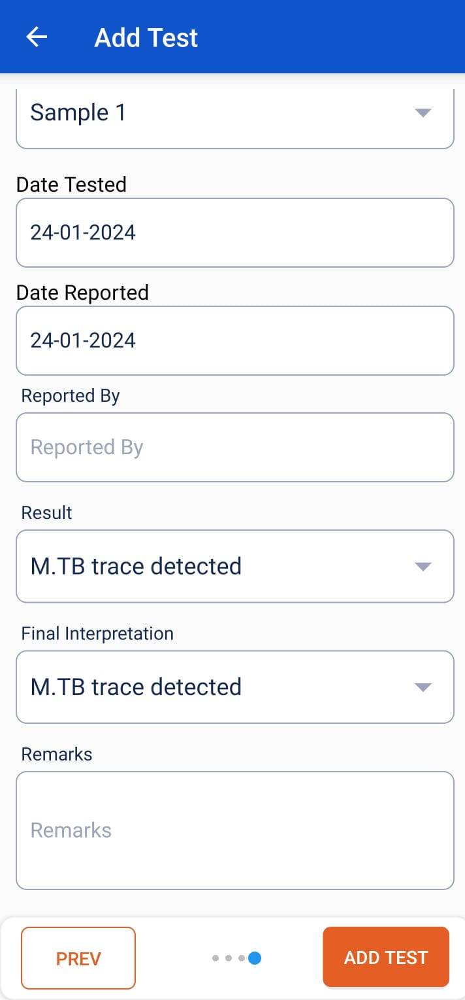 Add Test
Sample 1
Date Tested
24-01-2024
Date Reported
24-01-2024
Reported By
Reported By
Result
M.TB trace detected
Final Interpretation
M.TB trace detected
Remarks
Remarks
PREV
ADD TEST